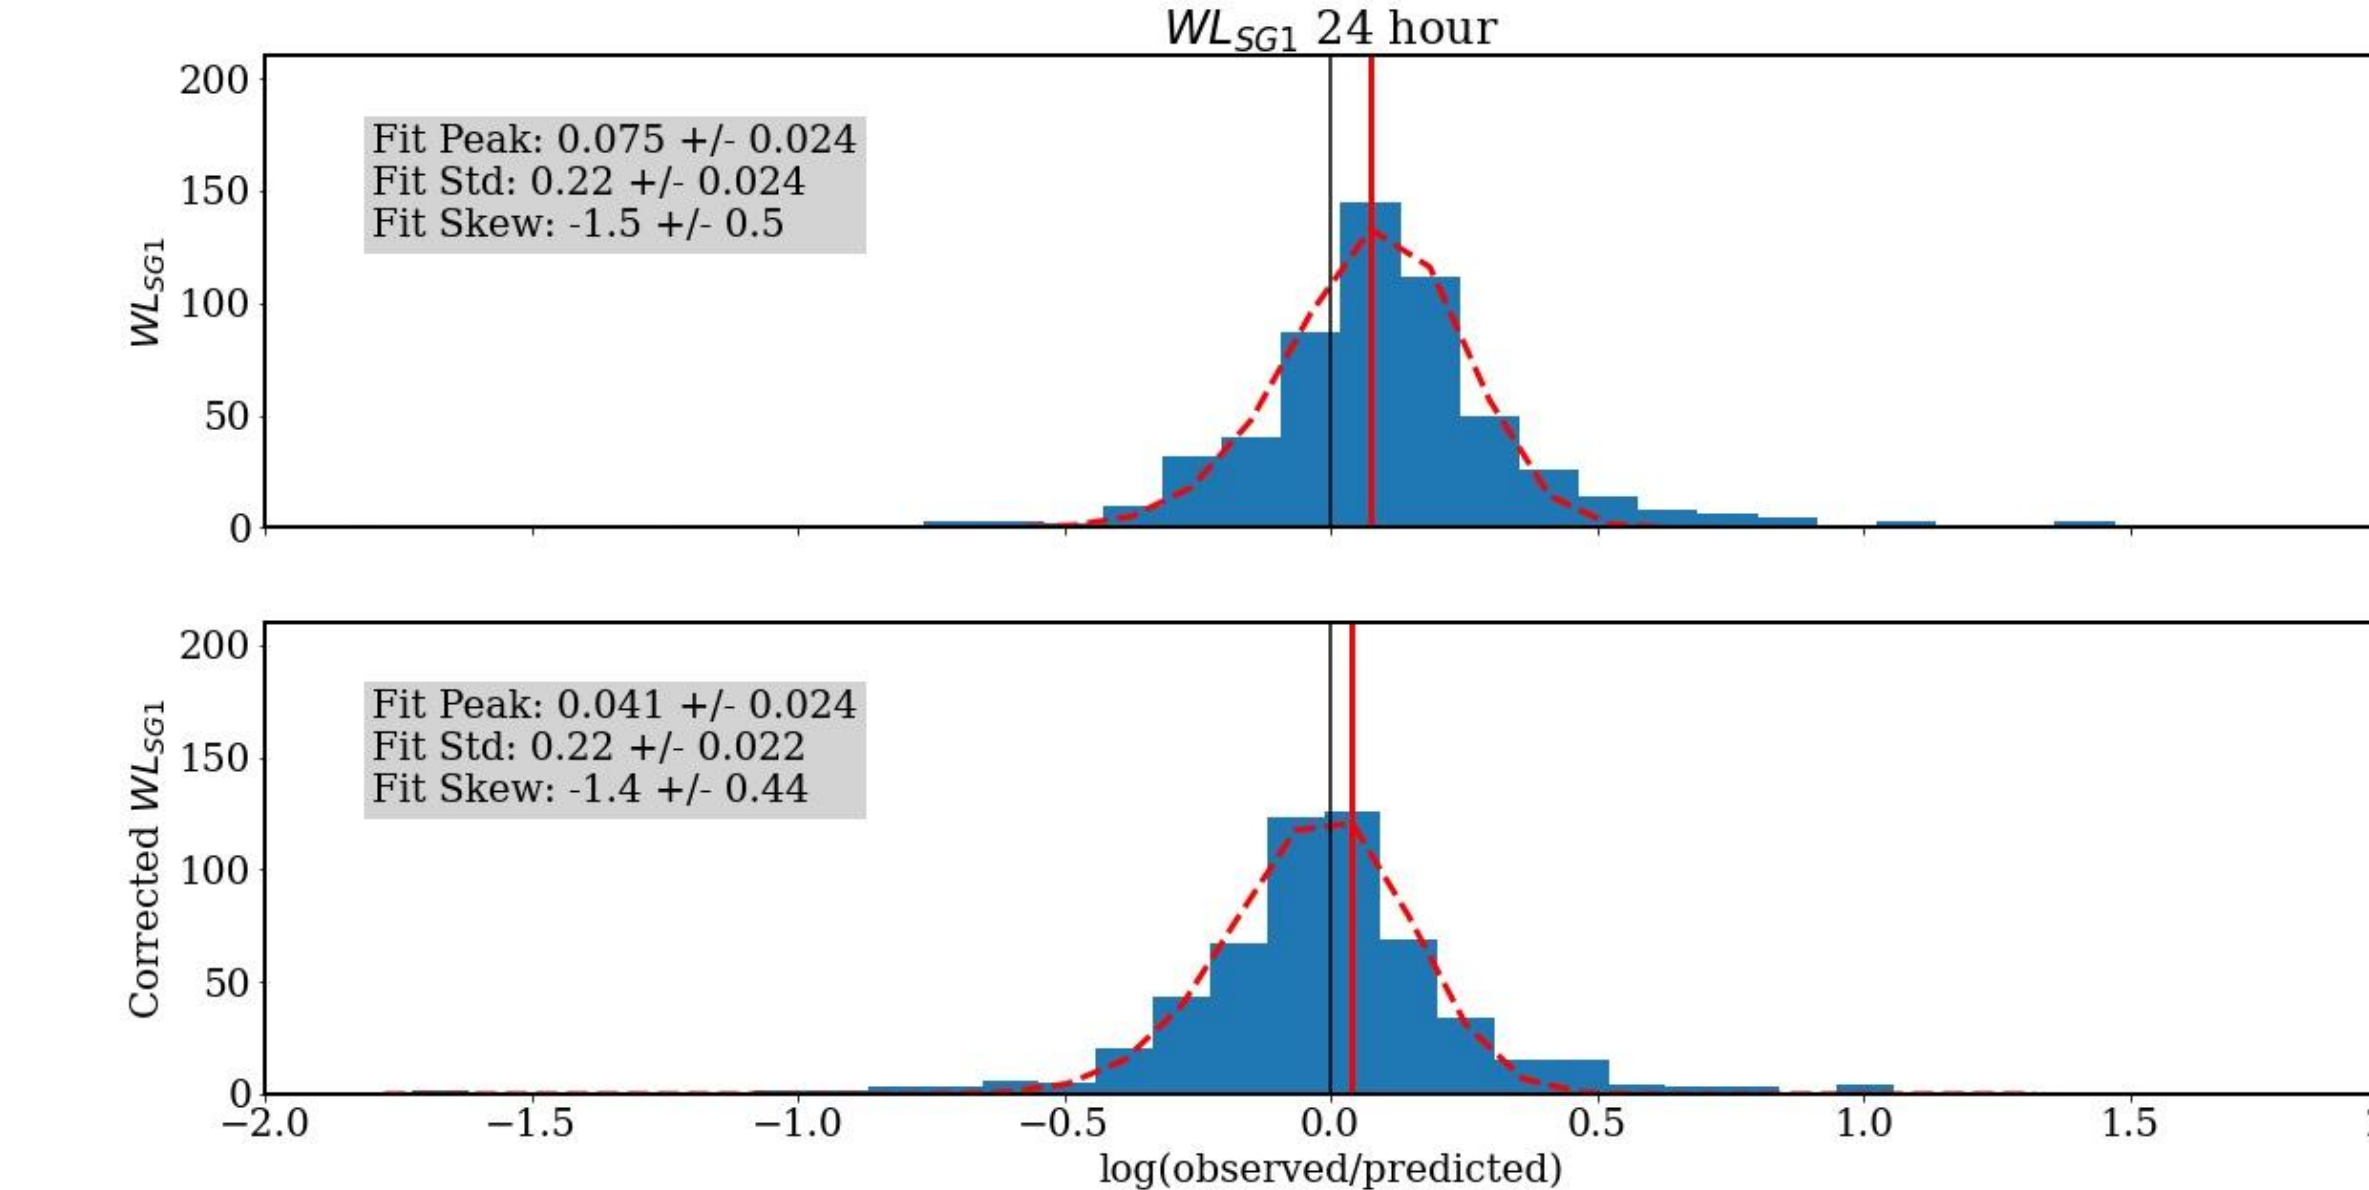 WL_SG1 24 hour
200
150
100
50
0
WL_SG1
Fit Peak: 0.075 +/- 0.024
Fit Std: 0.22 +/- 0.024
Fit Skew: -1.5 +/- 0.5
200
150
100
50
0
Corrected WL_SG1
Fit Peak: 0.041 +/- 0.024
Fit Std: 0.22 +/- 0.022
Fit Skew: -1.4 +/- 0.44
−2.0 −1.5 −1.0 −0.5 0.0 0.5 1.0 1.5
log(observed/predicted)